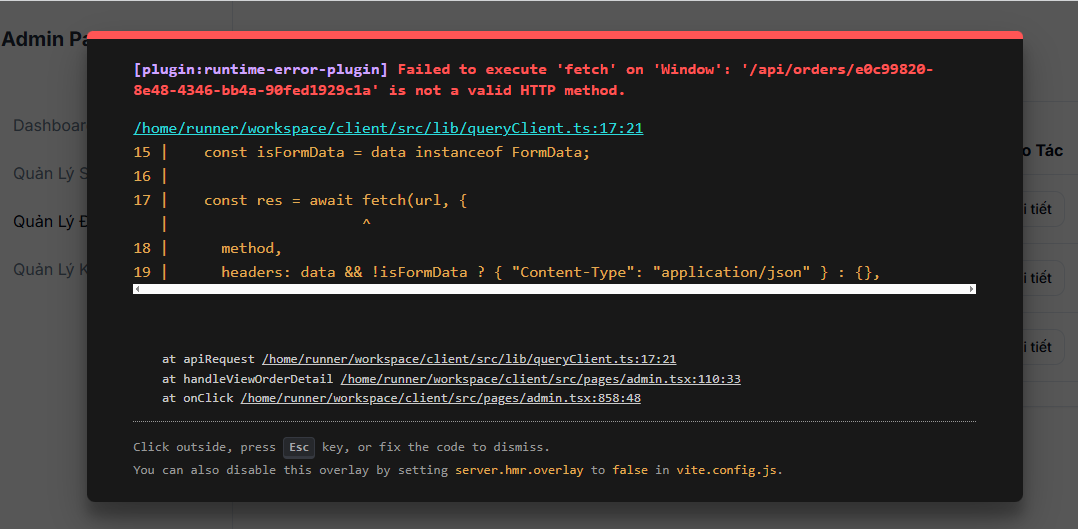 Admin Pa
[plugin:runtime-error-plugin] Failed to execute 'fetch' on 'Window': '/api/orders/e0c99820-
8e48-4346-bb4a-90fed1929c1a' is not a valid HTTP method.
/home/runner/workspace/client/src/lib/queryClient.ts:17:21
15 |    const isFormData = data instanceof FormData;
16 |
17 |    const res = await fetch(url, {
   |                      ^
18 |      method,
19 |      headers: data && !isFormData ? { "Content-Type": "application/json" } : {},
at apiRequest /home/runner/workspace/client/src/lib/queryClient.ts:17:21
at handleViewOrderDetail /home/runner/workspace/client/src/pages/admin.tsx:110:33
at onClick /home/runner/workspace/client/src/pages/admin.tsx:858:48
Click outside, press Esc key, or fix the code to dismiss.
You can also disable this overlay by setting server.hmr.overlay to false in vite.config.js.
Dashboar
Quản Lý S
Quản Lý Đ
Quản Lý K
o Tác
i tiết
i tiết
i tiết